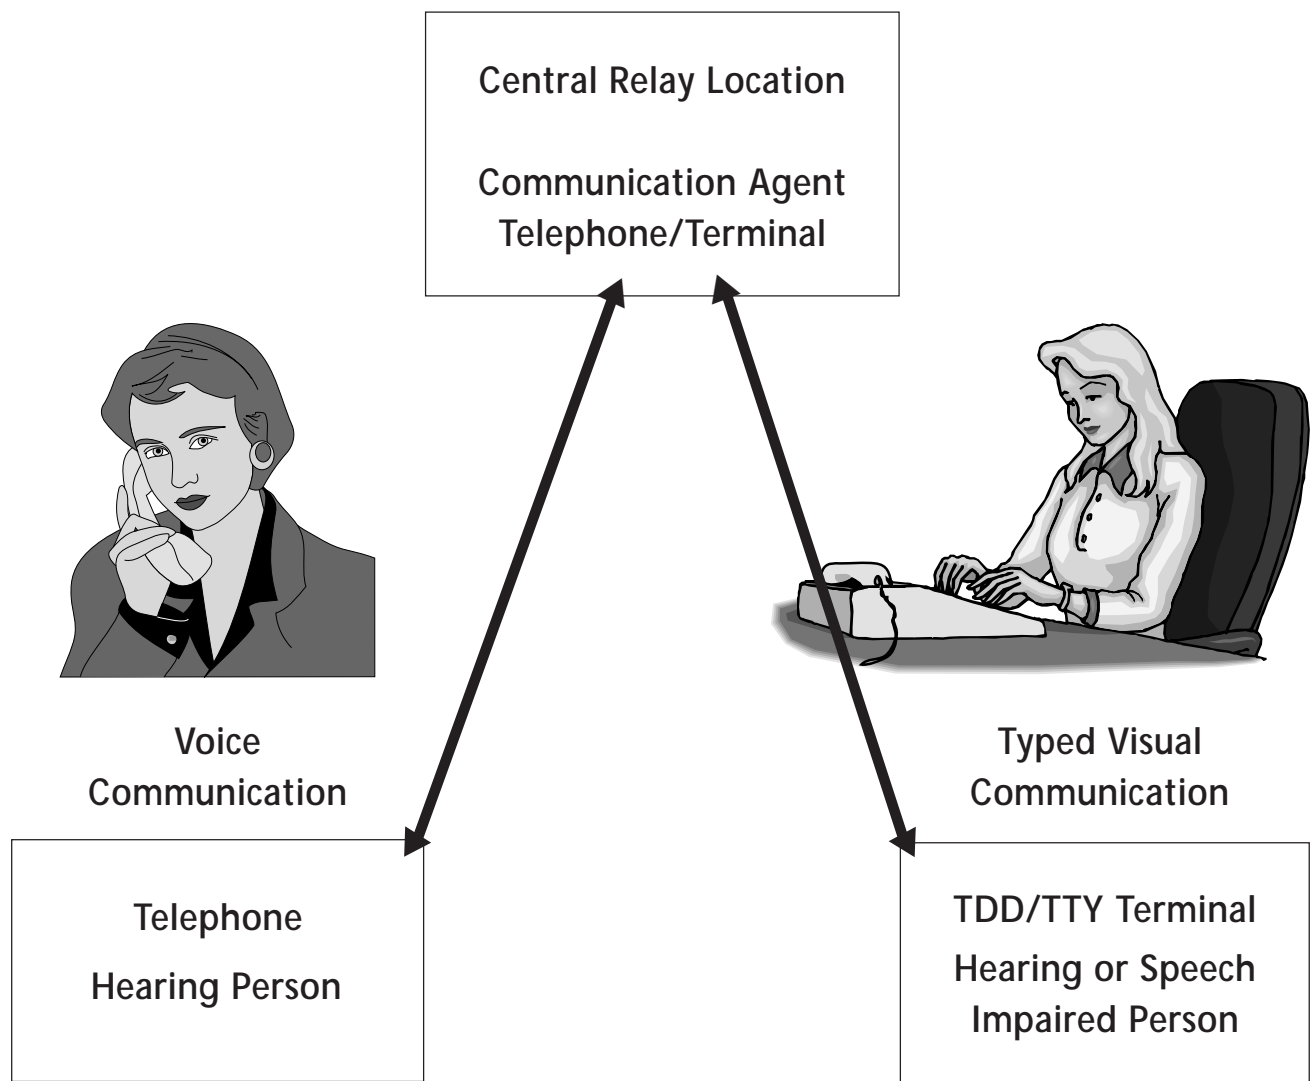 Central Relay Location
Communication Agent
Telephone/Terminal
Voice
Communication
Typed Visual
Communication
Telephone
Hearing Person
TDD/TTY Terminal
Hearing or Speech
Impaired Person